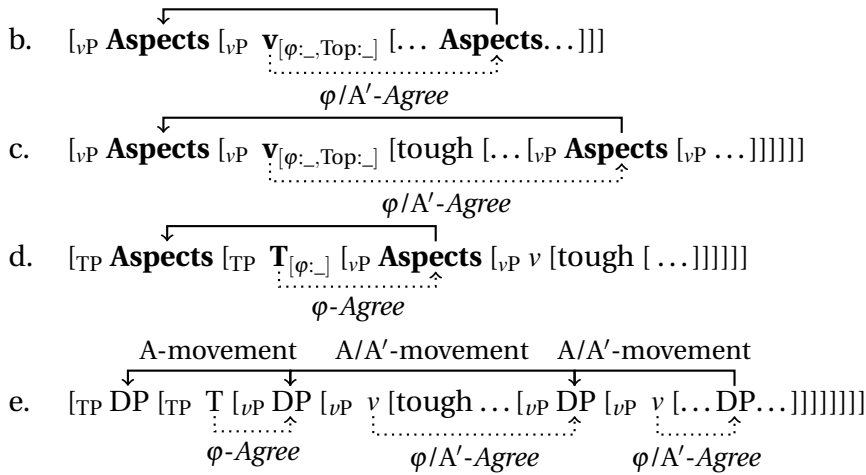 b. [vP Aspects [vP v[φ:_,Top:_] [… Aspects…]]]
φ/A′-Agree
c. [vP Aspects [vP v[φ:_,Top:_] [tough [… [vP Aspects [vP …]]]]]]
φ/A′-Agree
d. [TP Aspects [TP T[φ:_] [vP Aspects [vP v [tough [ …]]]]]]
φ-Agree
A-movement A/A′-movement A/A′-movement
e. [TP DP [TP T [vP DP [vP v [tough … [vP DP [vP v […DP…]]]]]]]]
φ-Agree φ/A′-Agree φ/A′-Agree